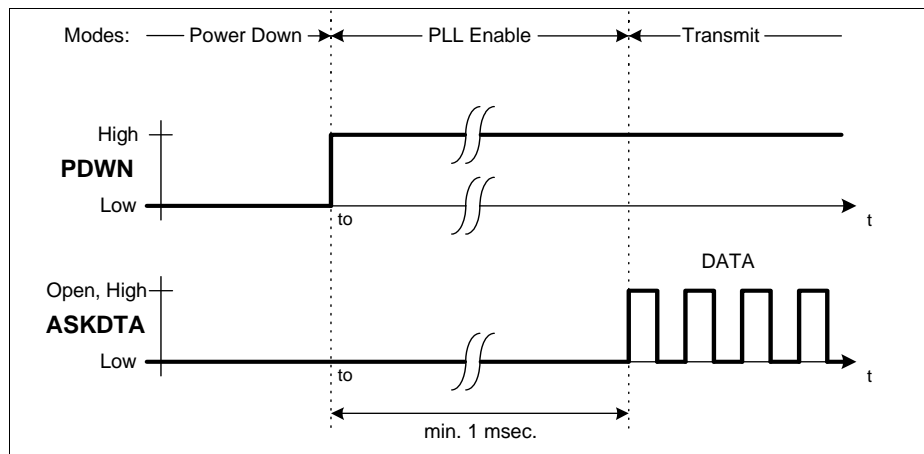 Modes: Power Down PLL Enable Transmit
High
PDWN
Low
to
t
DATA
Open, High
ASKDTA
Low
to
t
min. 1 msec.